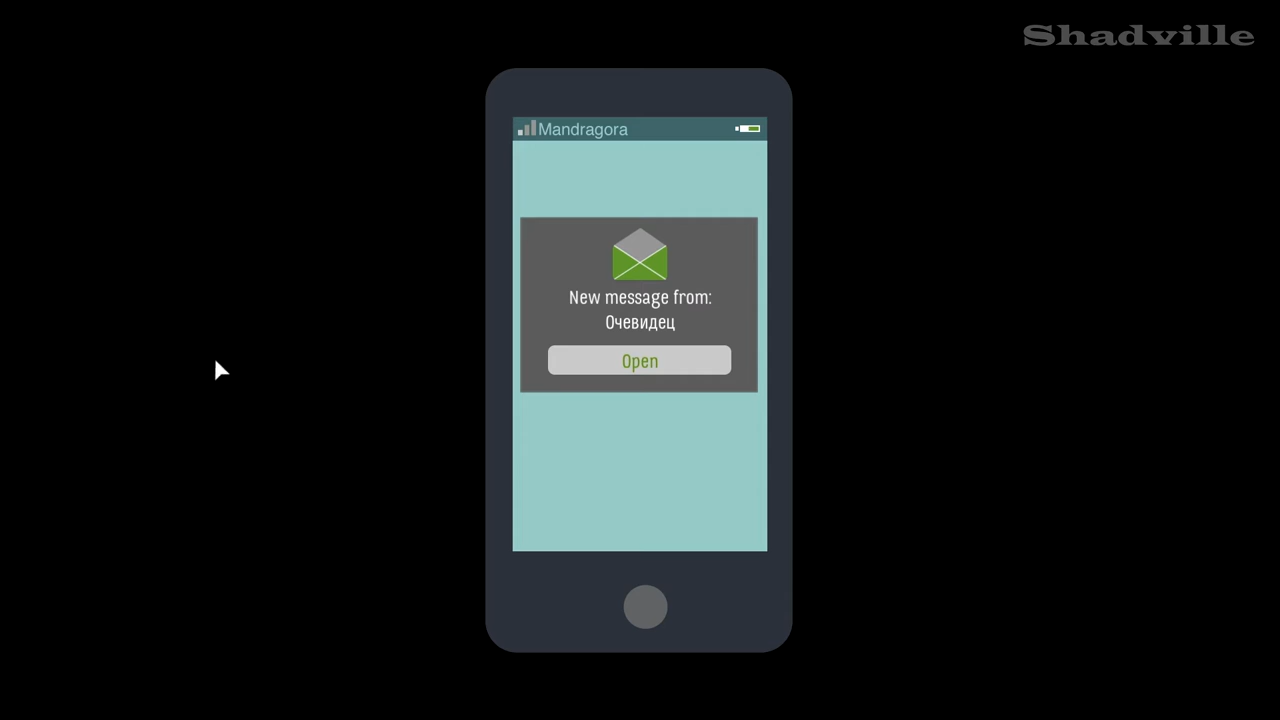 Shadville
Mandragora
New message from:
Очевидец
Open